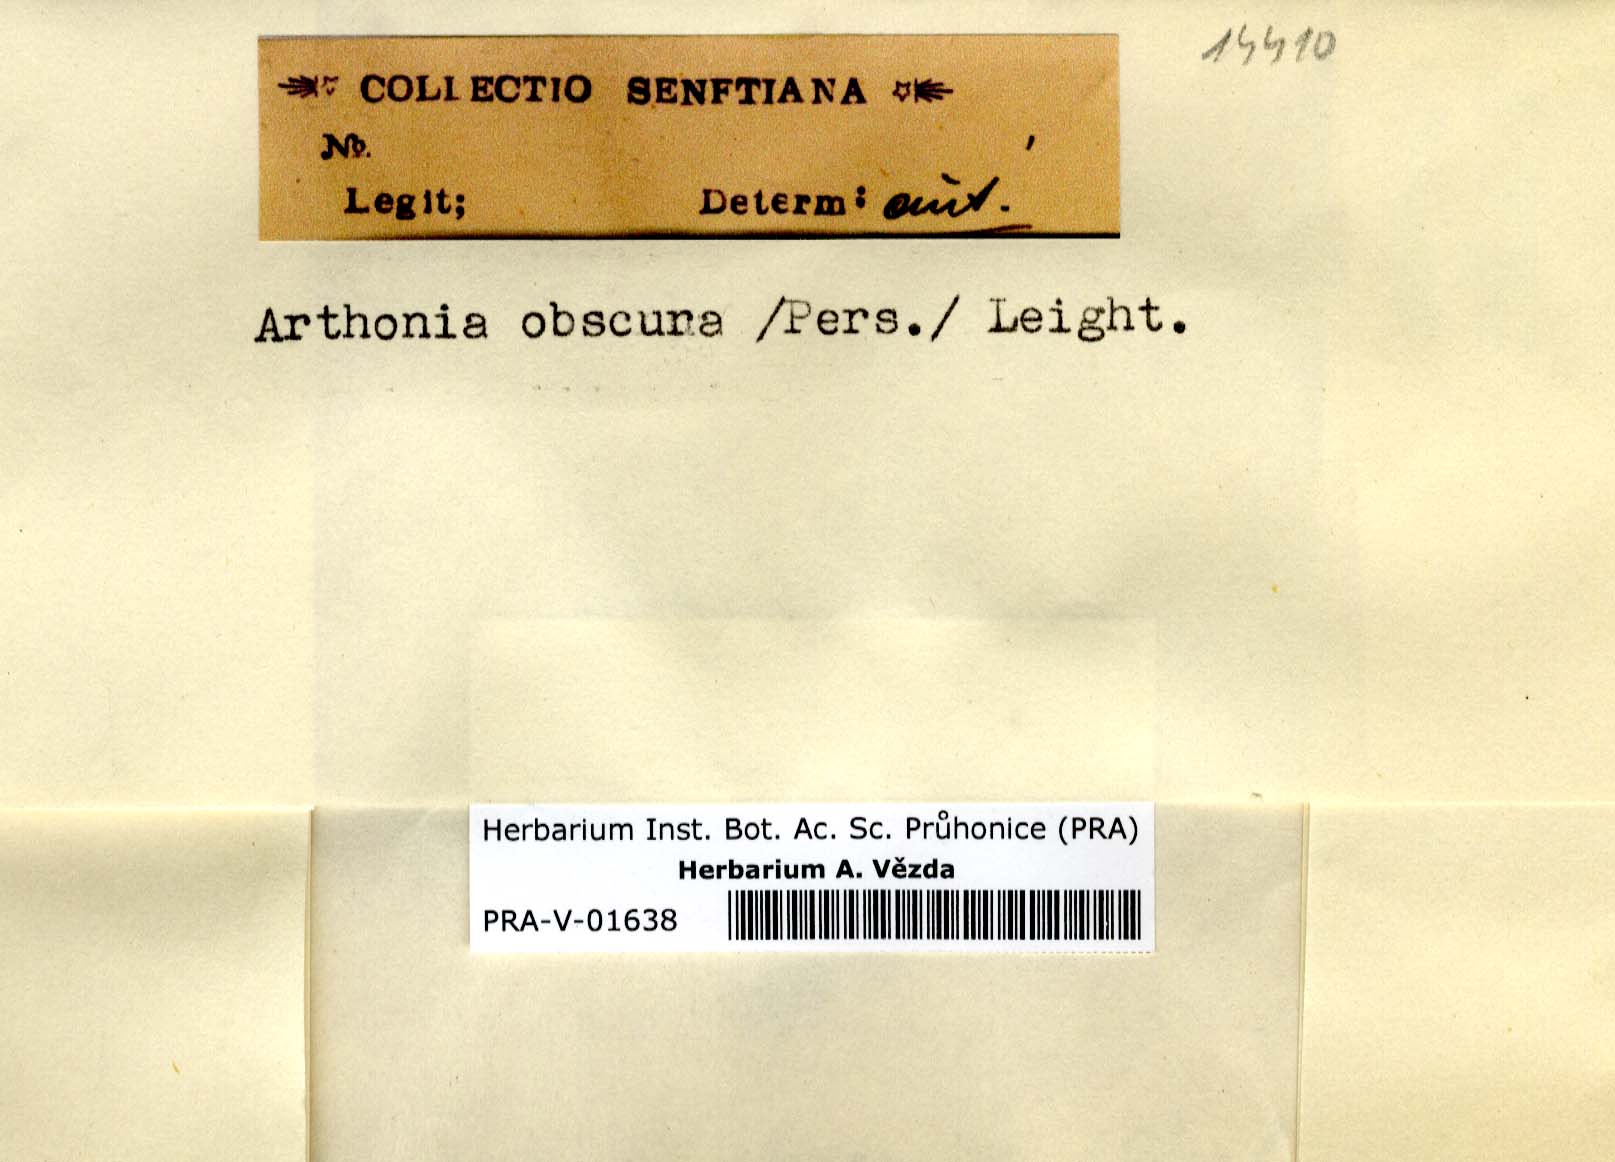 14410
COLLECTIO SENFTIANA
No.
Legit; Determ: aut.
Arthonia obscura /Pers./ Leight.
Herbarium Inst. Bot. Ac. Sc. Průhonice (PRA)
Herbarium A. Vězda
PRA-V-01638